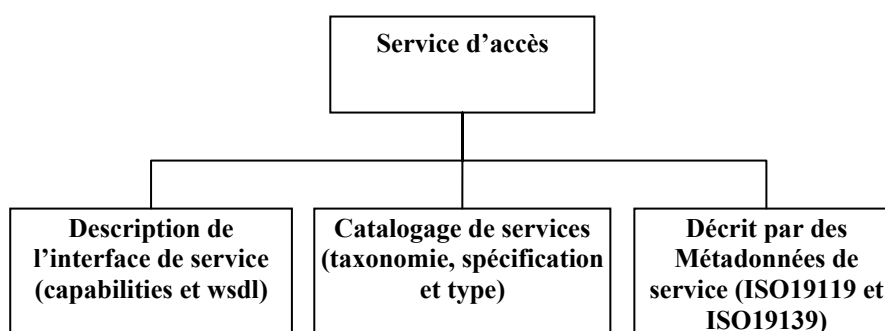 Service d’accès
Description de
l’interface de service
(capabilities et wsdl)
Catalogage de services
(taxonomie, spécification
et type)
Décrit par des
Métadonnées de
service (ISO19119 et
ISO19139)